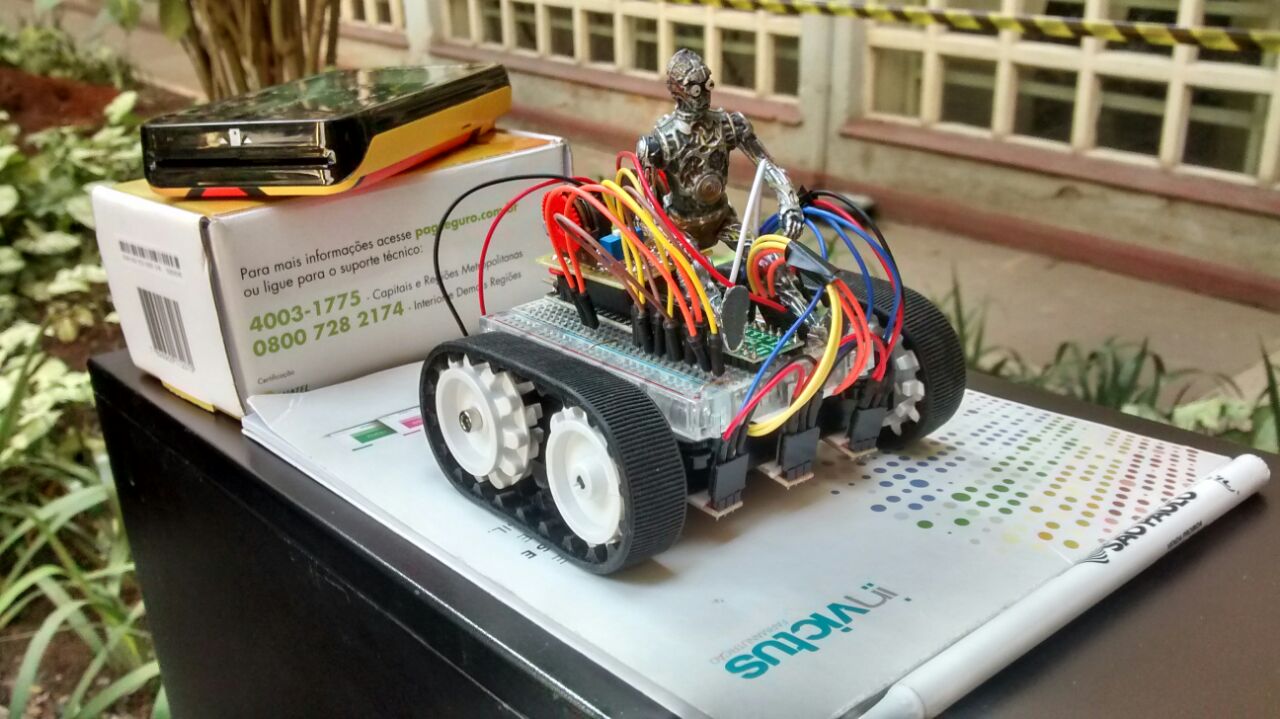 Para mais informações acesse pagseguro.com.br
ou ligue para o suporte técnico:
4003-1775 - Capitais e Regiões Metropolitanas
0800 728 2174 - Interior e Demais Regiões
Certificação
invictus
SÃO PAULO